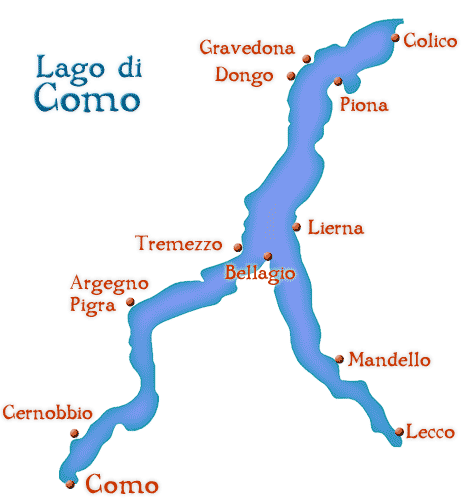 Lago di
Como
Gravedona
Colico
Dongo
Piona
Lierna
Tremezzo
Bellagio
Argegno
Pigra
Mandello
Cernobbio
Lecco
Como